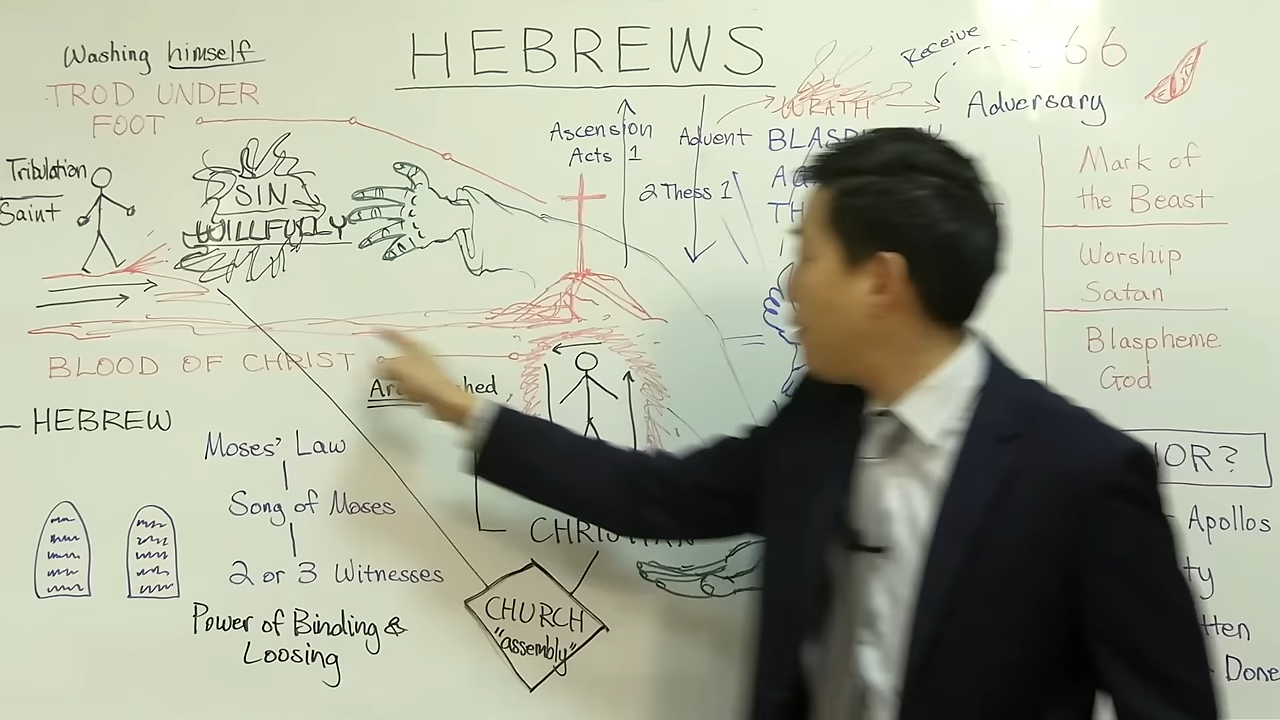 HEBREWS
Washing himself
TROD UNDER
FOOT
Tribulation
Saint
SIN
WILLFULLY
Ascension
Acts 1
Advent
2 Thess 1
WRATH
Receive
66
Adversary
Mark of
the Beast
Worship
Satan
Blaspheme
God
BLOOD OF CHRIST
- HEBREW
Moses' Law
Song of Moses
2 or 3 Witnesses
Power of Binding &
Loosing
CHURCH
"assembly"
Apollos
Done